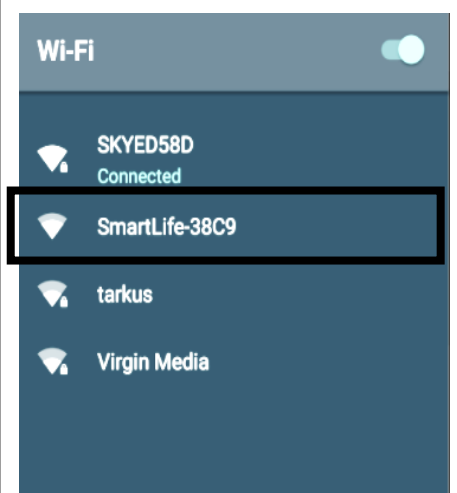 Wi-Fi
SKYED58D
Connected
SmartLife-38C9
tarkus
Virgin Media